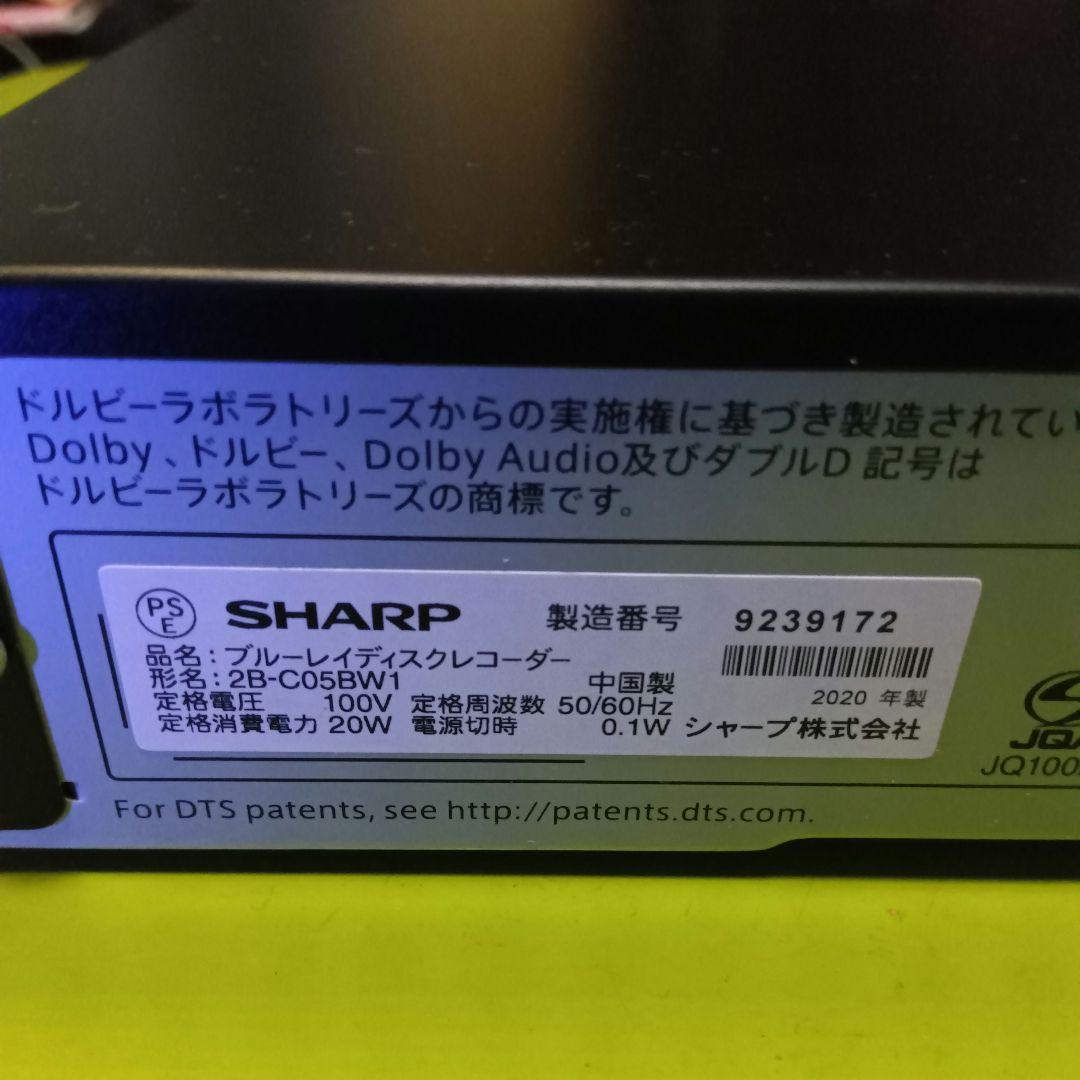 ドルビーラボラトリーズからの実施権に基づき製造されてい
Dolby、ドルビー、Dolby Audio及びダブルD 記号は
ドルビーラボラトリーズの商標です。
PS E SHARP 製造番号 9239172
品名：ブルーレイディスクレコーダー
形名：2B-C05BW1 中国製 2020 年製
定格電圧 100V 定格周波数 50/60Hz
定格消費電力 20W 電源切時 0.1W シャープ株式会社
JQA
JQ100
For DTS patents, see http://patents.dts.com.